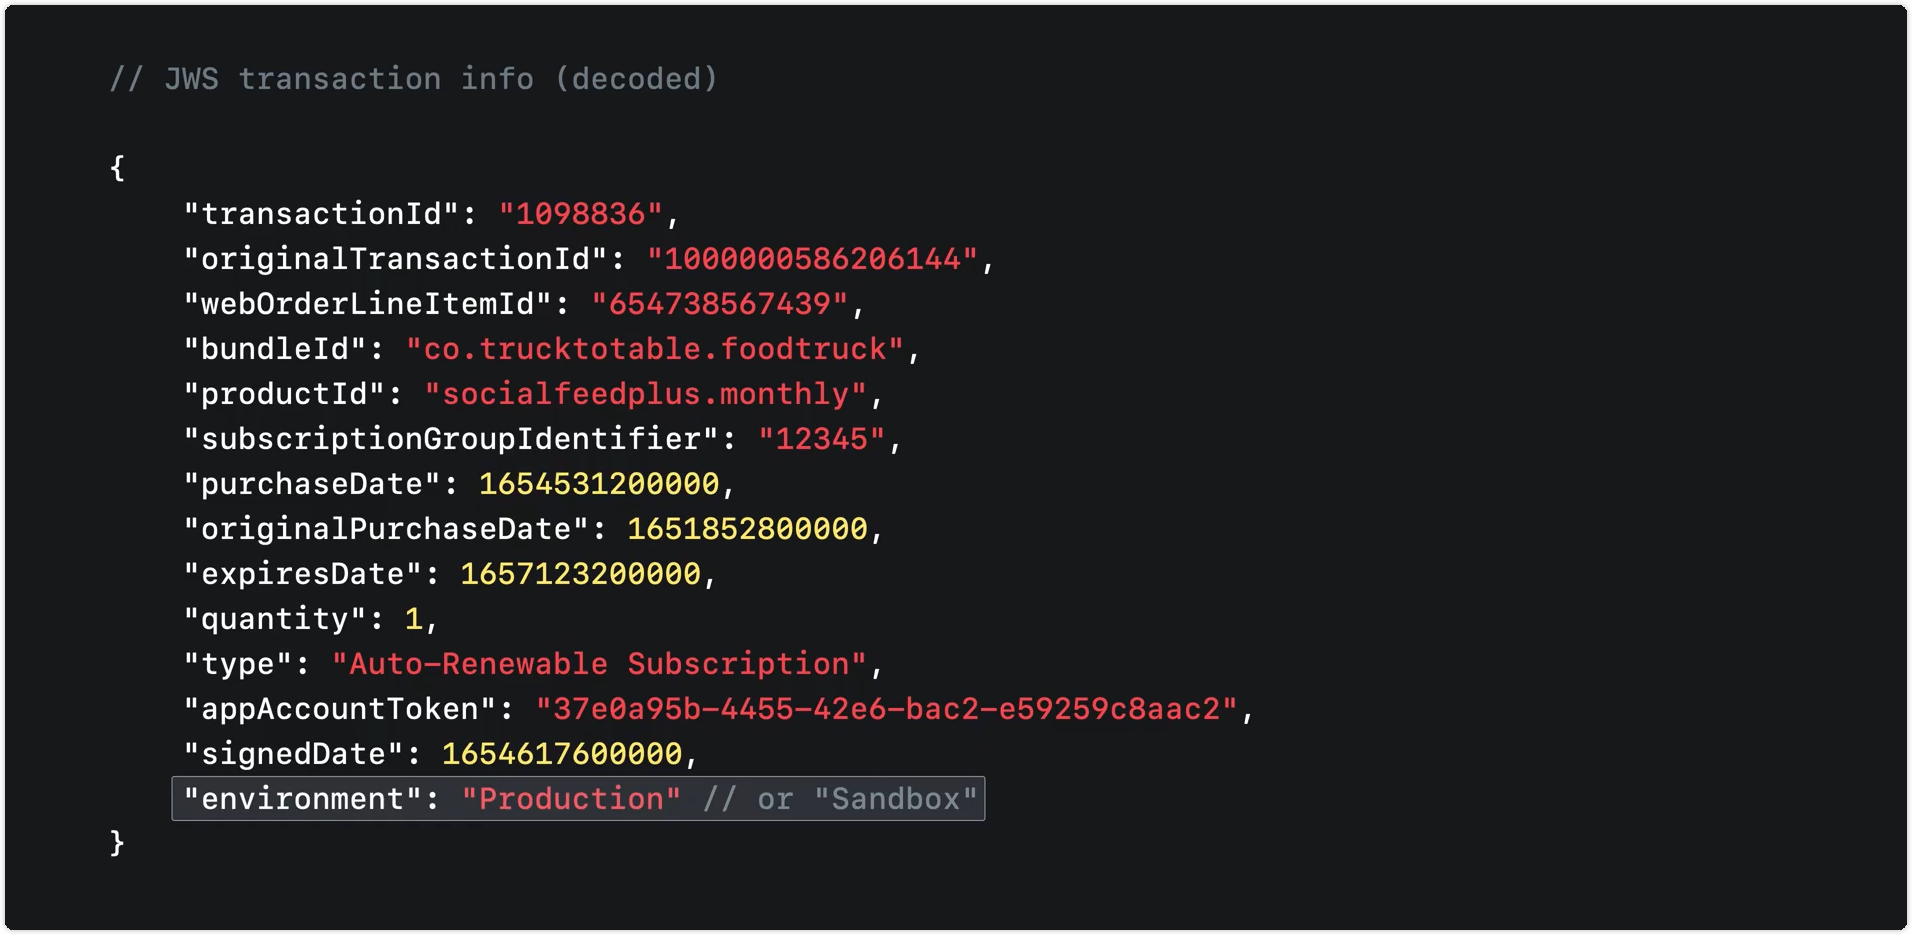 // JWS transaction info (decoded)
{
"transactionId": "1098836",
"originalTransactionId": "1000000586206144",
"webOrderLineItemId": "654738567439",
"bundleId": "co.trucktotable.foodtruck",
"productId": "socialfeedplus.monthly",
"subscriptionGroupIdentifier": "12345",
"purchaseDate": 1654531200000,
"originalPurchaseDate": 1651852800000,
"expiresDate": 1657123200000,
"quantity": 1,
"type": "Auto-Renewable Subscription",
"appAccountToken": "37e0a95b-4455-42e6-bac2-e59259c8aac2",
"signedDate": 1654617600000,
"environment": "Production" // or "Sandbox"
}